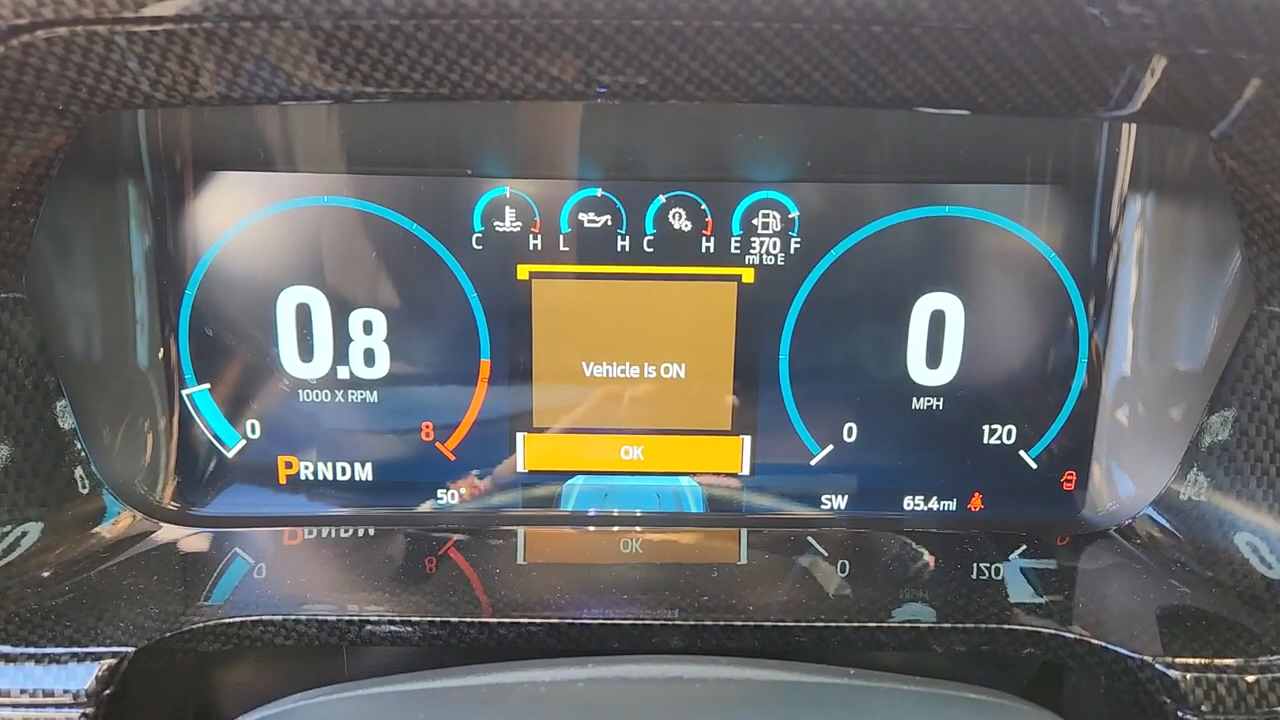 C H L H C H E 370 F
mi to E
0.8
1000 X RPM
0
8
PRNDM
50°
Vehicle is ON
OK
0
MPH
0
120
SW
65.4mi